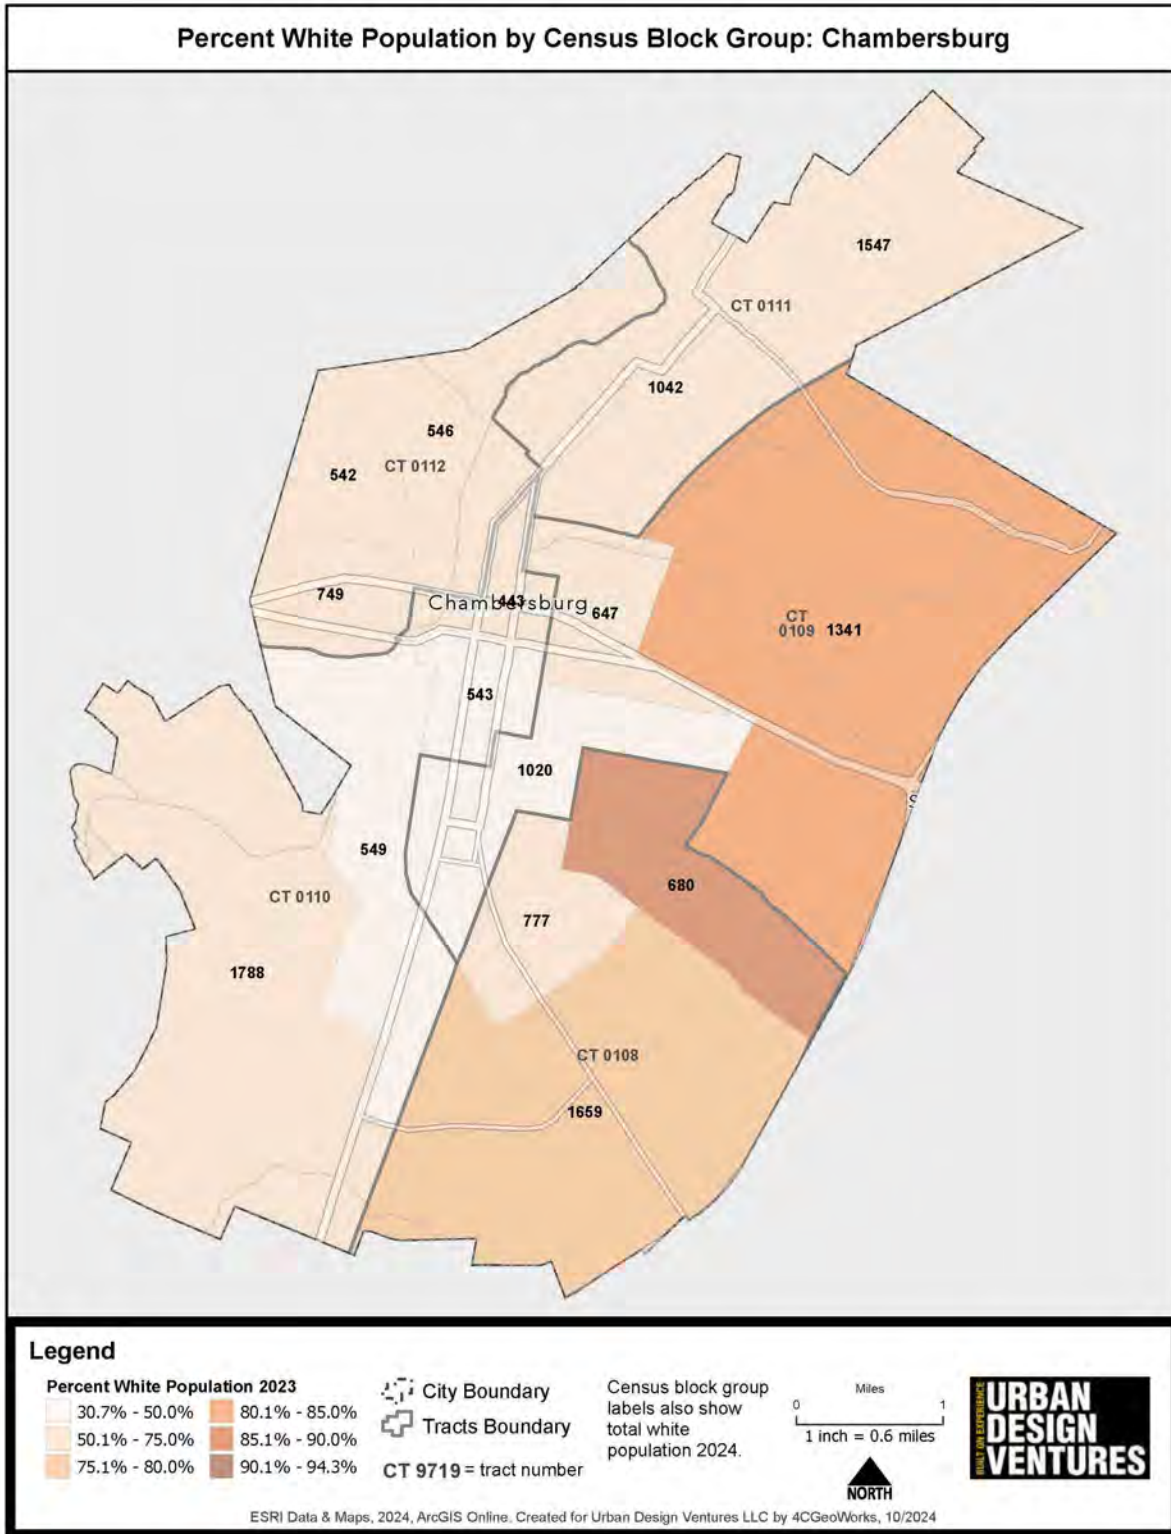 Percent White Population by Census Block Group: Chambersburg
1547
CT 0111
1042
546
542
CT 0112
749
443
Chambersburg
647
CT
0109 1341
543
1020
549
680
CT 0110
777
1788
CT 0108
1659
Legend
Percent White Population 2023
30.7% - 50.0%
50.1% - 75.0%
75.1% - 80.0%
80.1% - 85.0%
85.1% - 90.0%
90.1% - 94.3%
City Boundary
Tracts Boundary
CT 9719 = tract number
Census block group
labels also show
total white
population 2024.
Miles
0 1
1 inch = 0.6 miles
NORTH
BUILT ON EXPERIENCE
URBAN
DESIGN
VENTURES
ESRI Data & Maps, 2024, ArcGIS Online. Created for Urban Design Ventures LLC by 4CGeoWorks, 10/2024